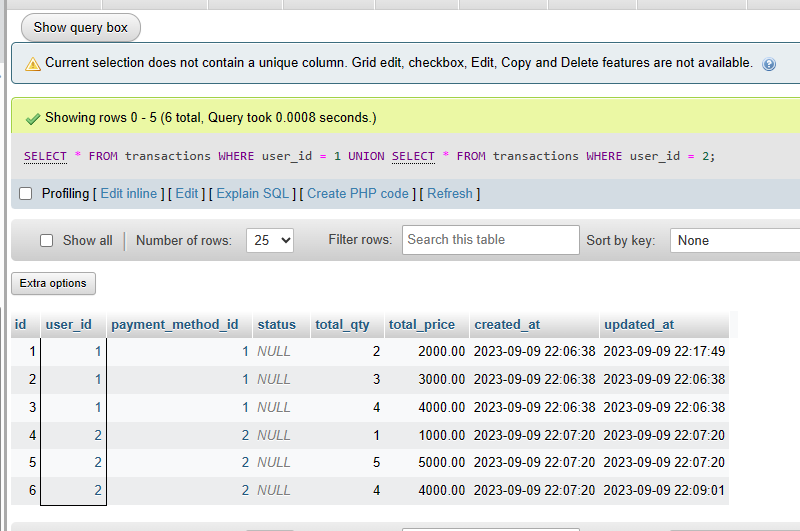 Show query box
Current selection does not contain a unique column. Grid edit, checkbox, Edit, Copy and Delete features are not available.
Showing rows 0 - 5 (6 total, Query took 0.0008 seconds.)
SELECT * FROM transactions WHERE user_id = 1 UNION SELECT * FROM transactions WHERE user_id = 2;
Profiling [ Edit inline ] [ Edit ] [ Explain SQL ] [ Create PHP code ] [ Refresh ]
Show all | Number of rows: 25 Filter rows: Search this table Sort by key: None
Extra options
id user_id payment_method_id status total_qty total_price created_at updated_at
1 1 1 NULL 2 2000.00 2023-09-09 22:06:38 2023-09-09 22:17:49
2 1 1 NULL 3 3000.00 2023-09-09 22:06:38 2023-09-09 22:06:38
3 1 1 NULL 4 4000.00 2023-09-09 22:06:38 2023-09-09 22:06:38
4 2 2 NULL 1 1000.00 2023-09-09 22:07:20 2023-09-09 22:07:20
5 2 2 NULL 5 5000.00 2023-09-09 22:07:20 2023-09-09 22:07:20
6 2 2 NULL 4 4000.00 2023-09-09 22:07:20 2023-09-09 22:09:01